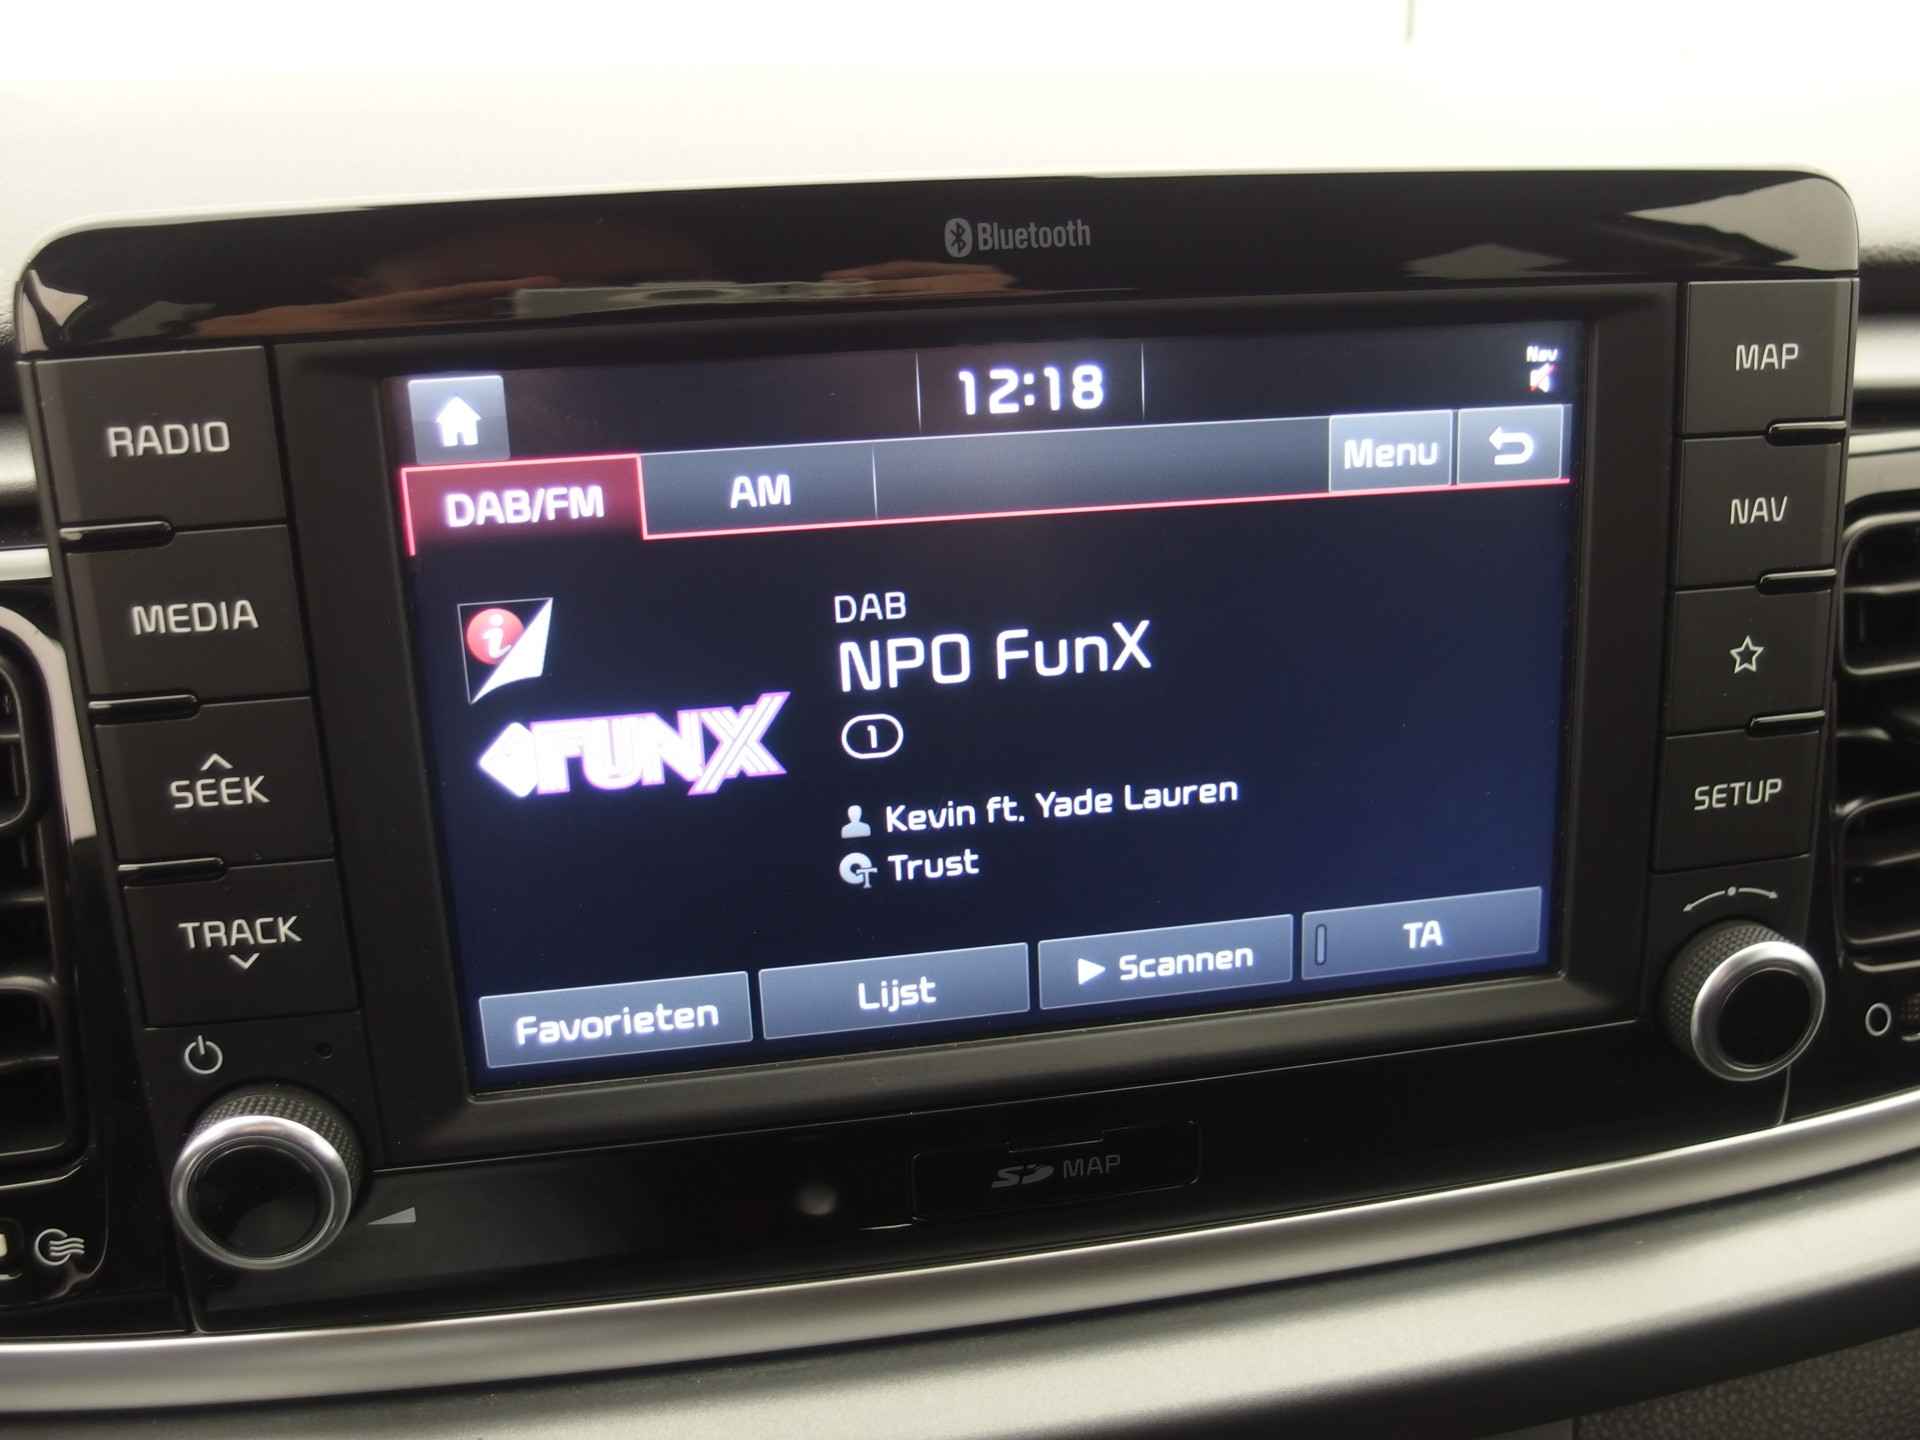 Bluetooth
12:18
Nav
MAP
RADIO
DAB/FM
AM
Menu
NAV
i
DAB
NPO FunX
MEDIA
FUNX
1
SEEK
Kevin ft. Yade Lauren
SETUP
T
Trust
TRACK
Favorieten
Lijst
Scannen
TA
SD MAP